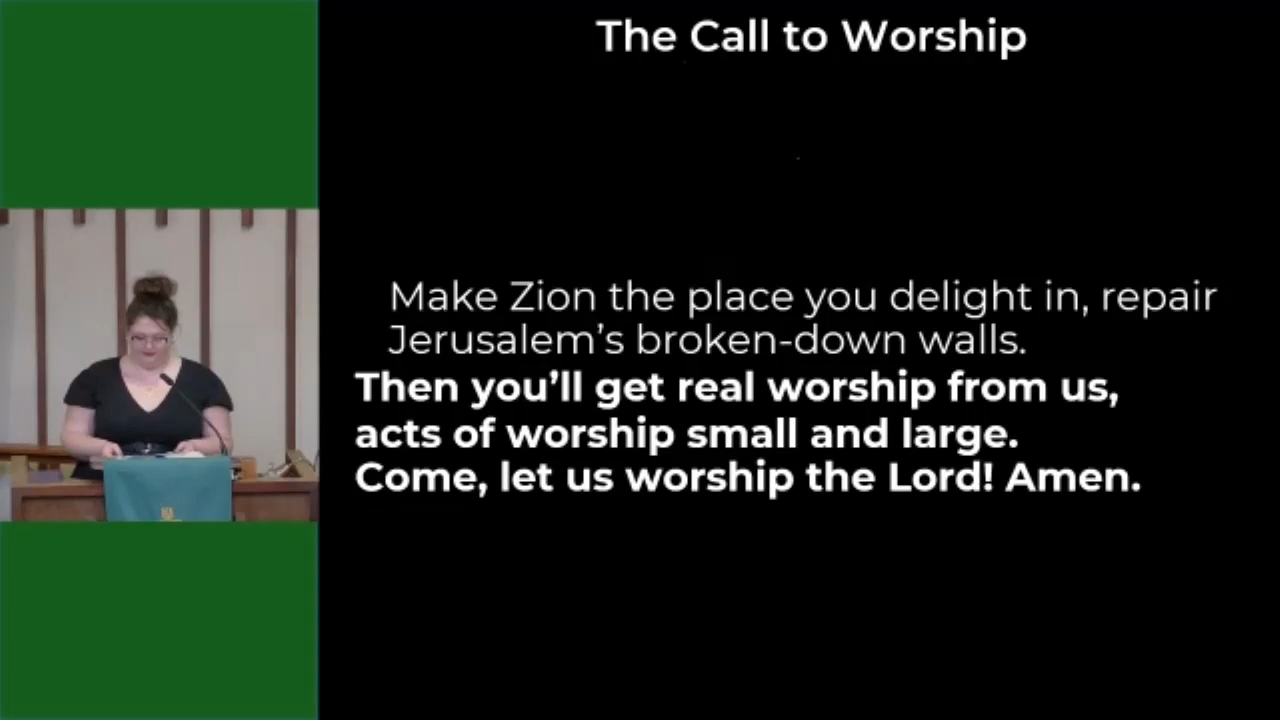 The Call to Worship
Make Zion the place you delight in, repair
Jerusalem’s broken-down walls.
Then you’ll get real worship from us,
acts of worship small and large.
Come, let us worship the Lord! Amen.